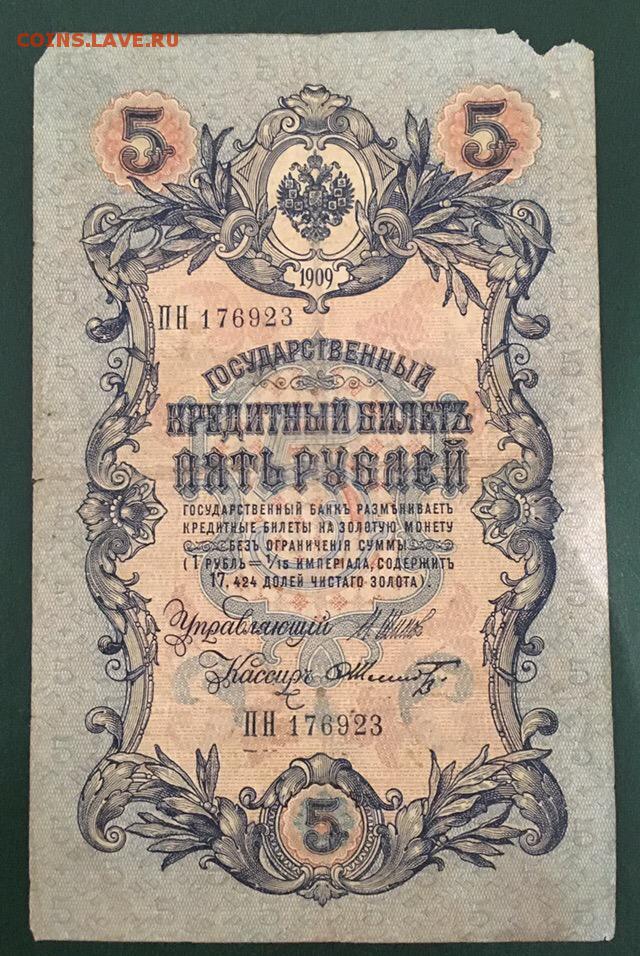 COINS.LAVE.RU
5 5
1909
ПН 176923
ГОСУДАРСТВЕННЫЙ
КРЕДИТНЫЙ БИЛЕТЪ
ПЯТЬ РУБЛЕЙ
ГОСУДАРСТВЕННЫЙ БАНКЪ РАЗМѢНИВАЕТЪ
КРЕДИТНЫЕ БИЛЕТЫ НА ЗОЛОТУЮ МОНЕТУ
БЕЗЪ ОГРАНИЧЕНІЯ СУММЫ
(1 РУБЛЬ = 1/15 ИМПЕРІАЛА, СОДЕРЖИТЪ
17,424 ДОЛЕЙ ЧИСТАГО ЗОЛОТА).
Управляющій
Кассиръ
ПН 176923
5